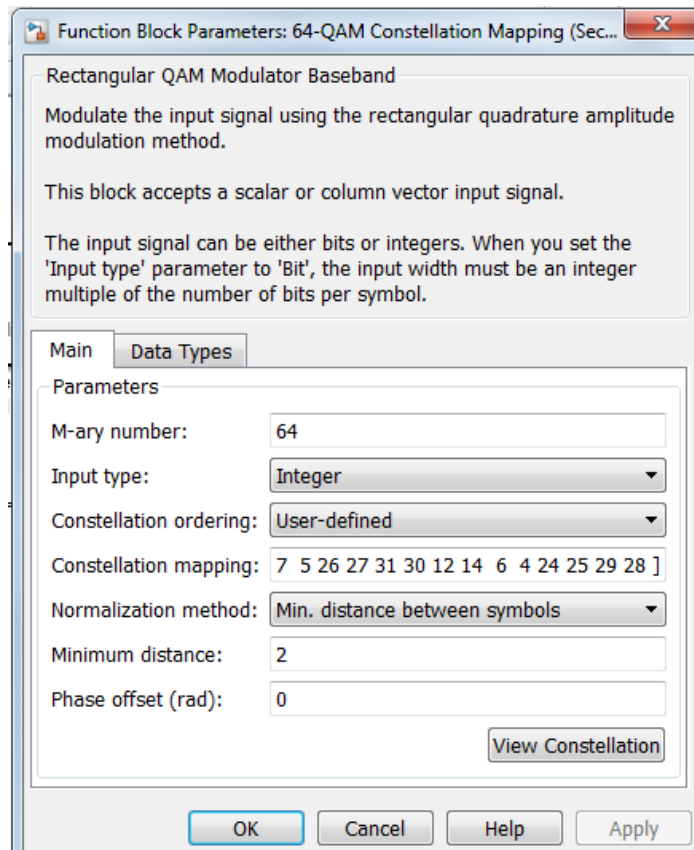 Function Block Parameters: 64-QAM Constellation Mapping (Sec...
Rectangular QAM Modulator Baseband
Modulate the input signal using the rectangular quadrature amplitude
modulation method.
This block accepts a scalar or column vector input signal.
The input signal can be either bits or integers. When you set the
'Input type' parameter to 'Bit', the input width must be an integer
multiple of the number of bits per symbol.
Main Data Types
Parameters
M-ary number: 64
Input type: Integer
Constellation ordering: User-defined
Constellation mapping: 7 5 26 27 31 30 12 14 6 4 24 25 29 28 ]
Normalization method: Min. distance between symbols
Minimum distance: 2
Phase offset (rad): 0
View Constellation
OK Cancel Help Apply